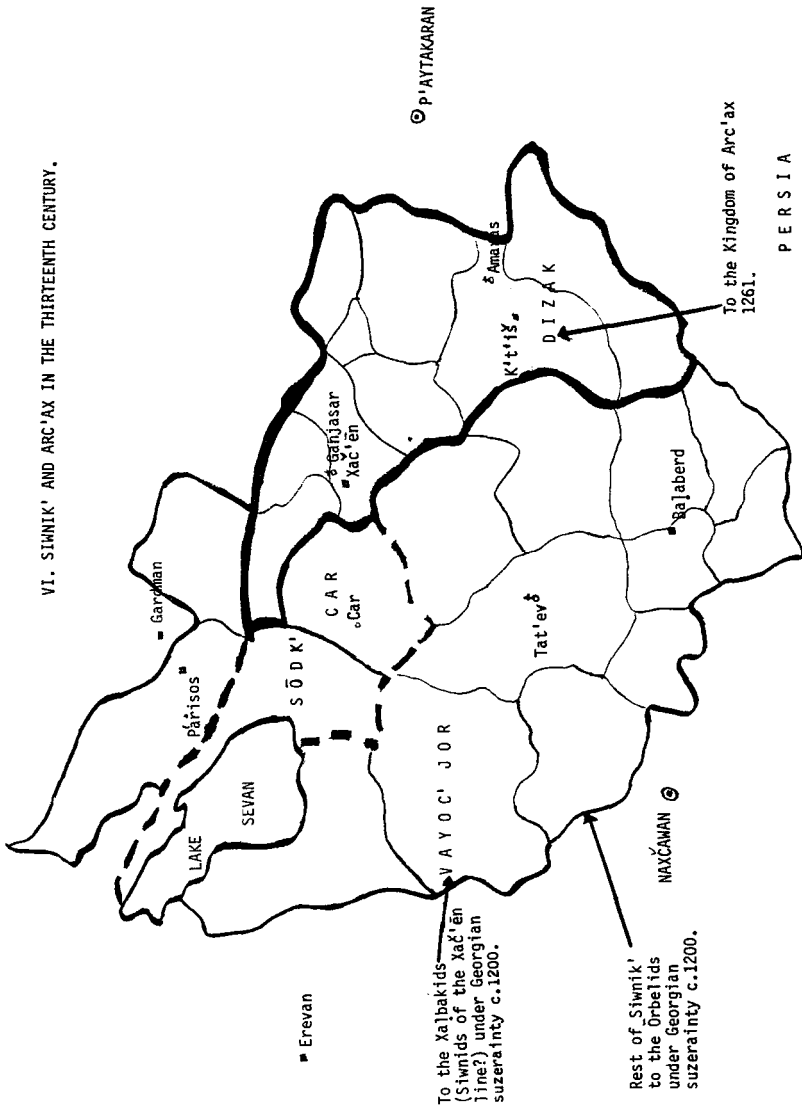 VI. SIWNIK' AND ARC'AX IN THE THIRTEENTH CENTURY.
Gardman
P'AYTAKARAN
LAKE
SEVAN
SŌDK'
CAR
Car
Ganjasar
Xač'ēn
Amaras
K't'iš
DIZAK
Erevan
VAYOC' JOR
Tat'ev
Bałaberd
To the Xałbakids
(Siwnids of the Xač'ēn
line?) under Georgian
suzerainty c.1200.
NAXČAWAN
To the Kingdom of Arc'ax
1261.
Rest of Siwnik'
to the Ōrbelids
under Georgian
suzerainty c.1200.
PERSIA